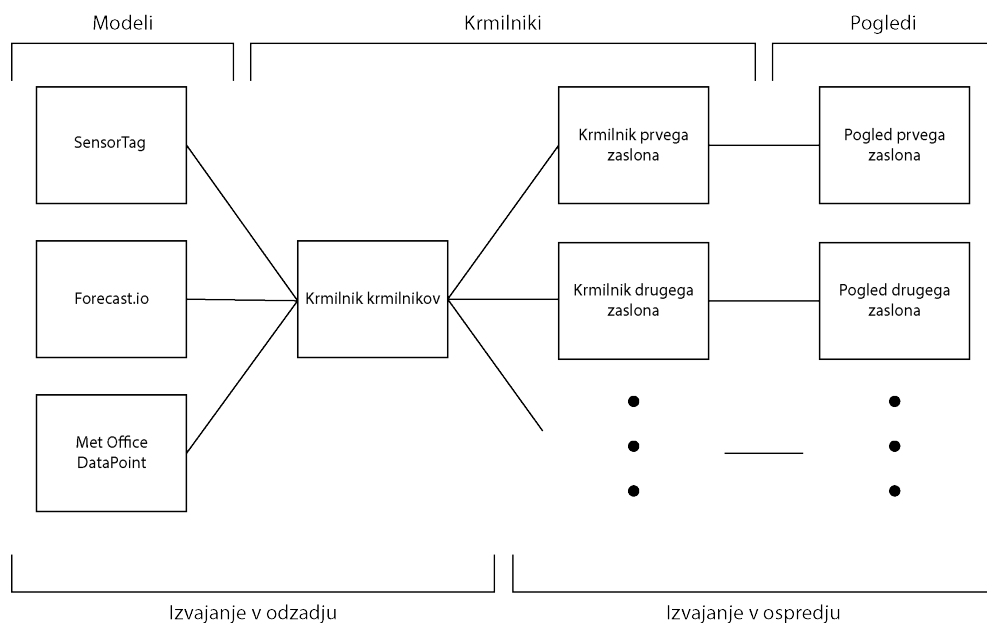 Modeli
Krmilniki
Pogledi
SensorTag
Krmilnik prvega
zaslona
Pogled prvega
zaslona
Forecast.io
Krmilnik krmilnikov
Krmilnik drugega
zaslona
Pogled drugega
zaslona
Met Office
DataPoint
Izvajanje v odzadju
Izvajanje v ospredju